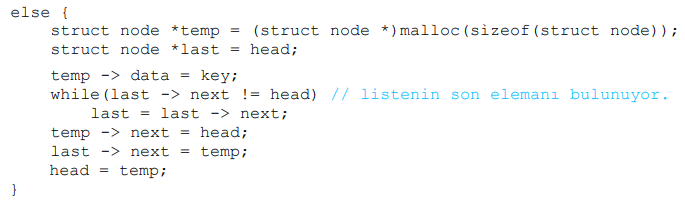 else {
    struct node *temp = (struct node *)malloc(sizeof(struct node));
    struct node *last = head;
    temp -> data = key;
    while(last -> next != head) // listenin son elemanı bulunuyor.
        last = last -> next;
    temp -> next = head;
    last -> next = temp;
    head = temp;
}